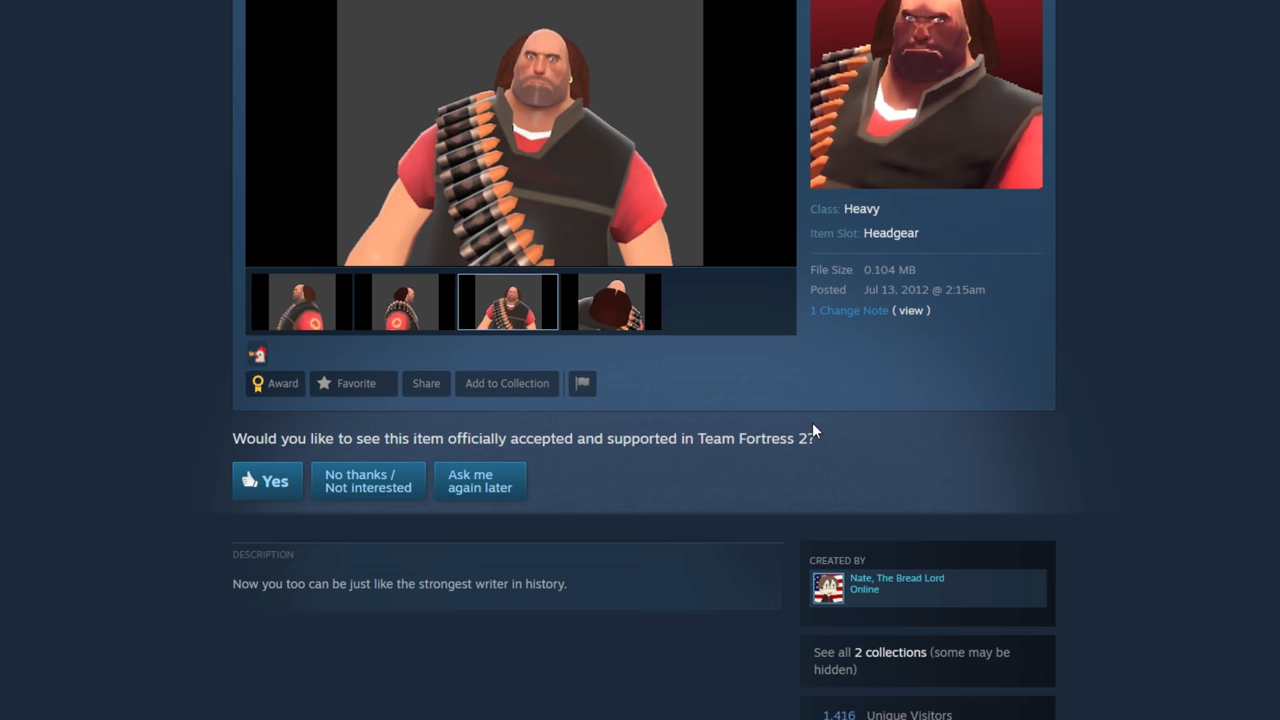 Class: Heavy
Item Slot: Headgear
File Size 0.104 MB
Posted Jul 13, 2012 @ 2:15am
1 Change Note ( view )
Award
Favorite
Share
Add to Collection
Would you like to see this item officially accepted and supported in Team Fortress 2?
Yes
No thanks /
Not interested
Ask me
again later
DESCRIPTION
Now you too can be just like the strongest writer in history.
CREATED BY
Nate, The Bread Lord
Online
See all 2 collections (some may be
hidden)
1,416 Unique Visitors